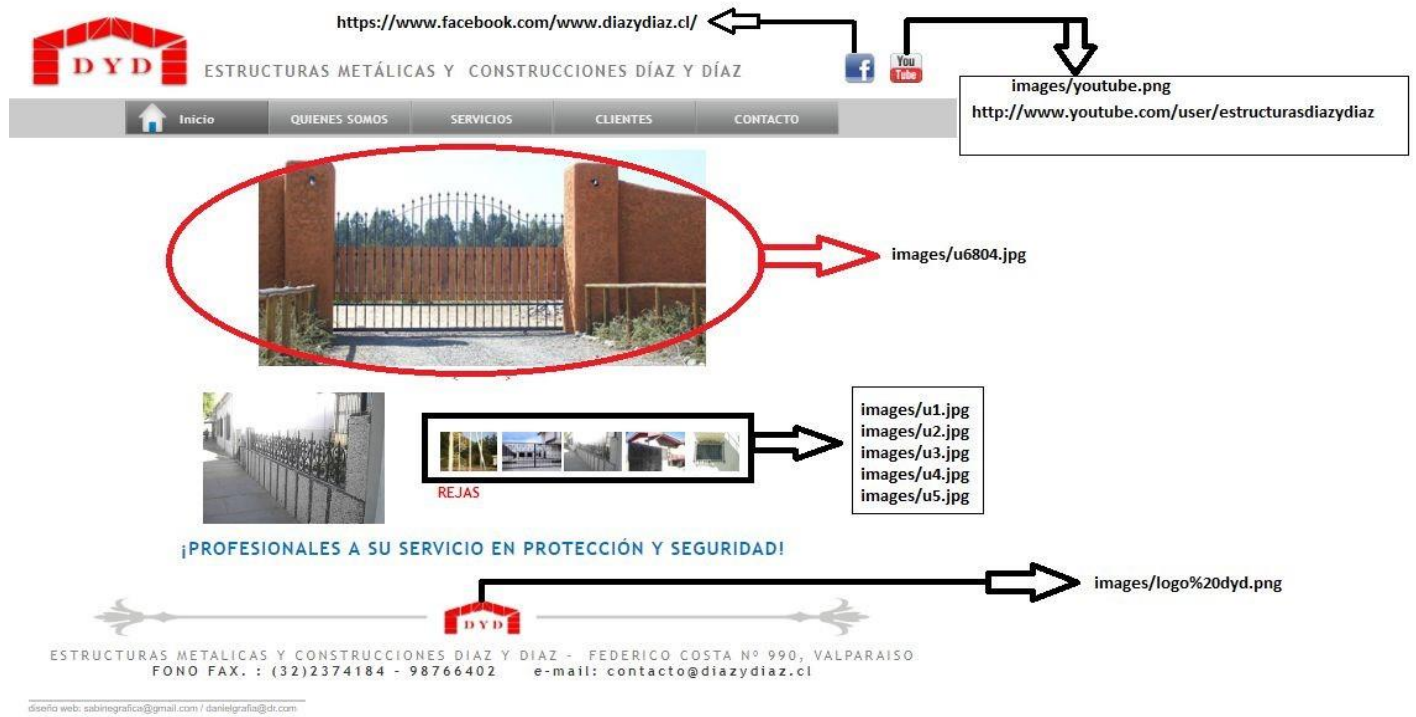 https://www.facebook.com/www.diazydiaz.cl/
DYD
ESTRUCTURAS METÁLICAS Y CONSTRUCCIONES DÍAZ Y DÍAZ
f
You
Tube
images/youtube.png
http://www.youtube.com/user/estructurasdiazydiaz
Inicio QUIENES SOMOS SERVICIOS CLIENTES CONTACTO
images/u6804.jpg
< >
images/u1.jpg
images/u2.jpg
images/u3.jpg
images/u4.jpg
images/u5.jpg
REJAS
¡PROFESIONALES A SU SERVICIO EN PROTECCIÓN Y SEGURIDAD!
images/logo%20dyd.png
DYD
ESTRUCTURAS METALICAS Y CONSTRUCCIONES DIAZ Y DIAZ - FEDERICO COSTA Nº 990, VALPARAISO
FONO FAX. : (32)2374184 - 98766402 e-mail: contacto@diazydiaz.cl
diseño web: sabinegrafica@gmail.com / danielgrafia@dr.com